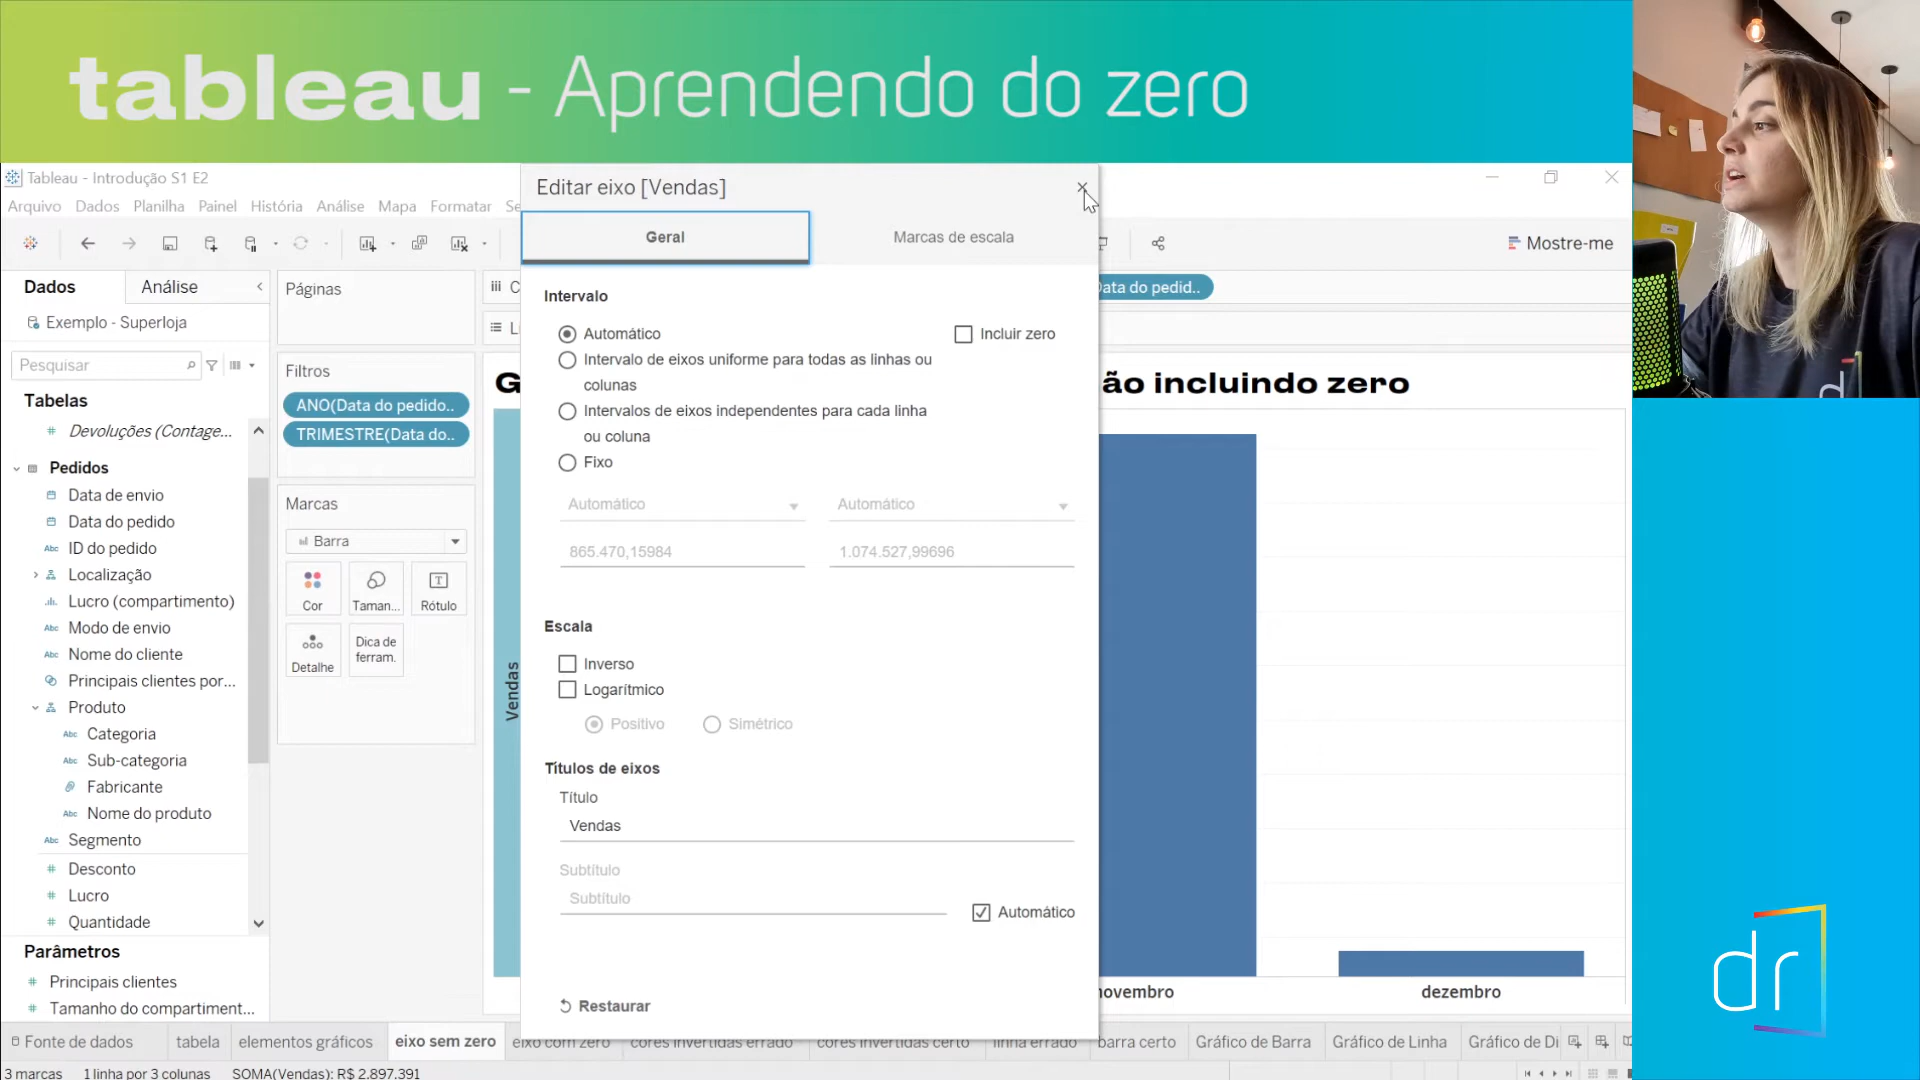 tableau - Aprendendo do zero
Tableau - Introdução S1 E2
Arquivo Dados Planilha Painel História Análise Mapa Formatar
Mostre-me
Dados Análise
Exemplo - Superloja
Pesquisar
Tabelas
Devoluções (Contage...
Pedidos
Data de envio
Data do pedido
ID do pedido
Localização
Lucro (compartimento)
Modo de envio
Nome do cliente
Principais clientes por...
Produto
Categoria
Sub-categoria
Fabricante
Nome do produto
Segmento
Desconto
Lucro
Quantidade
Parâmetros
Principais clientes
Tamanho do compartiment...
Páginas
Filtros
ANO(Data do pedido..
TRIMESTRE(Data do..
Marcas
Barra
Cor Taman... Rótulo
Detalhe Dica de ferram.
Editar eixo [Vendas]
Geral Marcas de escala
Intervalo
Automático Incluir zero
Intervalo de eixos uniforme para todas as linhas ou
colunas
Intervalos de eixos independentes para cada linha
ou coluna
Fixo
Automático Automático
865.470,15984 1.074.527,99696
Escala
Inverso
Logarítmico
Positivo Simétrico
Títulos de eixos
Título
Vendas
Subtítulo
Subtítulo
Automático
Restaurar
Data do pedid..
G ão incluindo zero
Vendas
novembro dezembro
Fonte de dados tabela elementos gráficos eixo sem zero eixo com zero cores invertidas errado cores invertidas certo linha errado barra certo Gráfico de Barra Gráfico de Linha Gráfico de Di
3 marcas 1 linha por 3 colunas SOMA(Vendas): R$ 2.897.391
dr